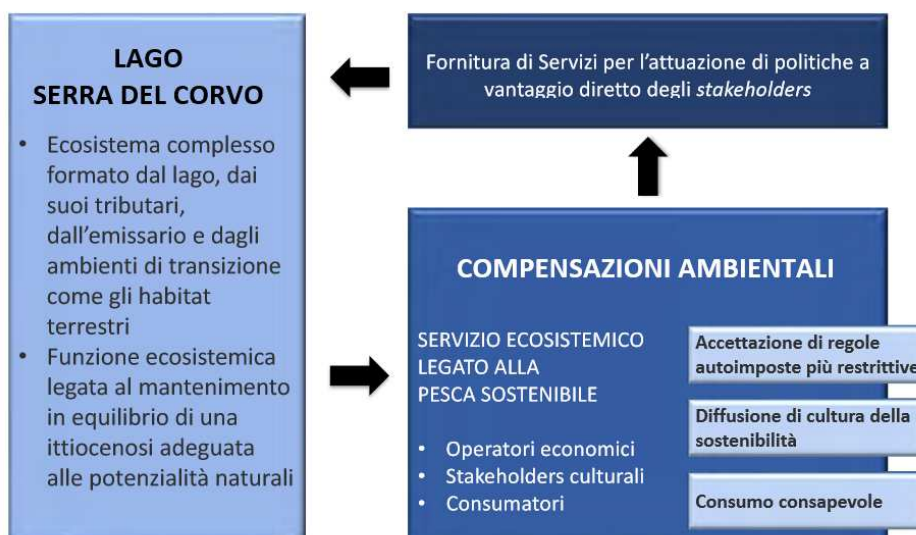 LAGO
SERRA DEL CORVO
• Ecosistema complesso
formato dal lago, dai
suoi tributari,
dall'emissario e dagli
ambienti di transizione
come gli habitat
terrestri
• Funzione ecosistemica
legata al mantenimento
in equilibrio di una
ittiocenosi adeguata
alle potenzialità naturali
Fornitura di Servizi per l'attuazione di politiche a
vantaggio diretto degli stakeholders
COMPENSAZIONI AMBIENTALI
SERVIZIO ECOSISTEMICO
LEGATO ALLA
PESCA SOSTENIBILE
• Operatori economici
• Stakeholders culturali
• Consumatori
Accettazione di regole
autoimposte più restrittive
Diffusione di cultura della
sostenibilità
Consumo consapevole